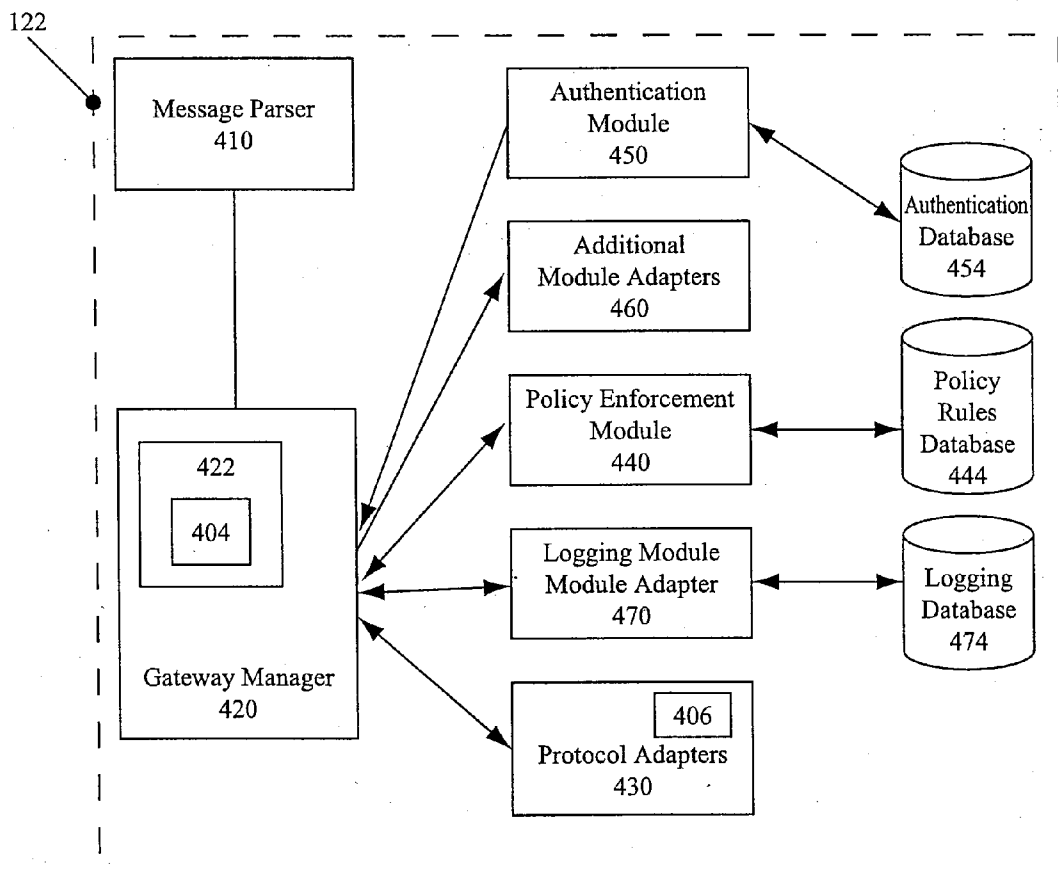 122
Message Parser
410
Authentication
Module
450
Authentication
Database
454
Additional
Module Adapters
460
Policy Enforcement
Module
440
Policy
Rules
Database
444
422
404
Gateway Manager
420
Logging Module
Module Adapter
470
Logging
Database
474
406
Protocol Adapters
430